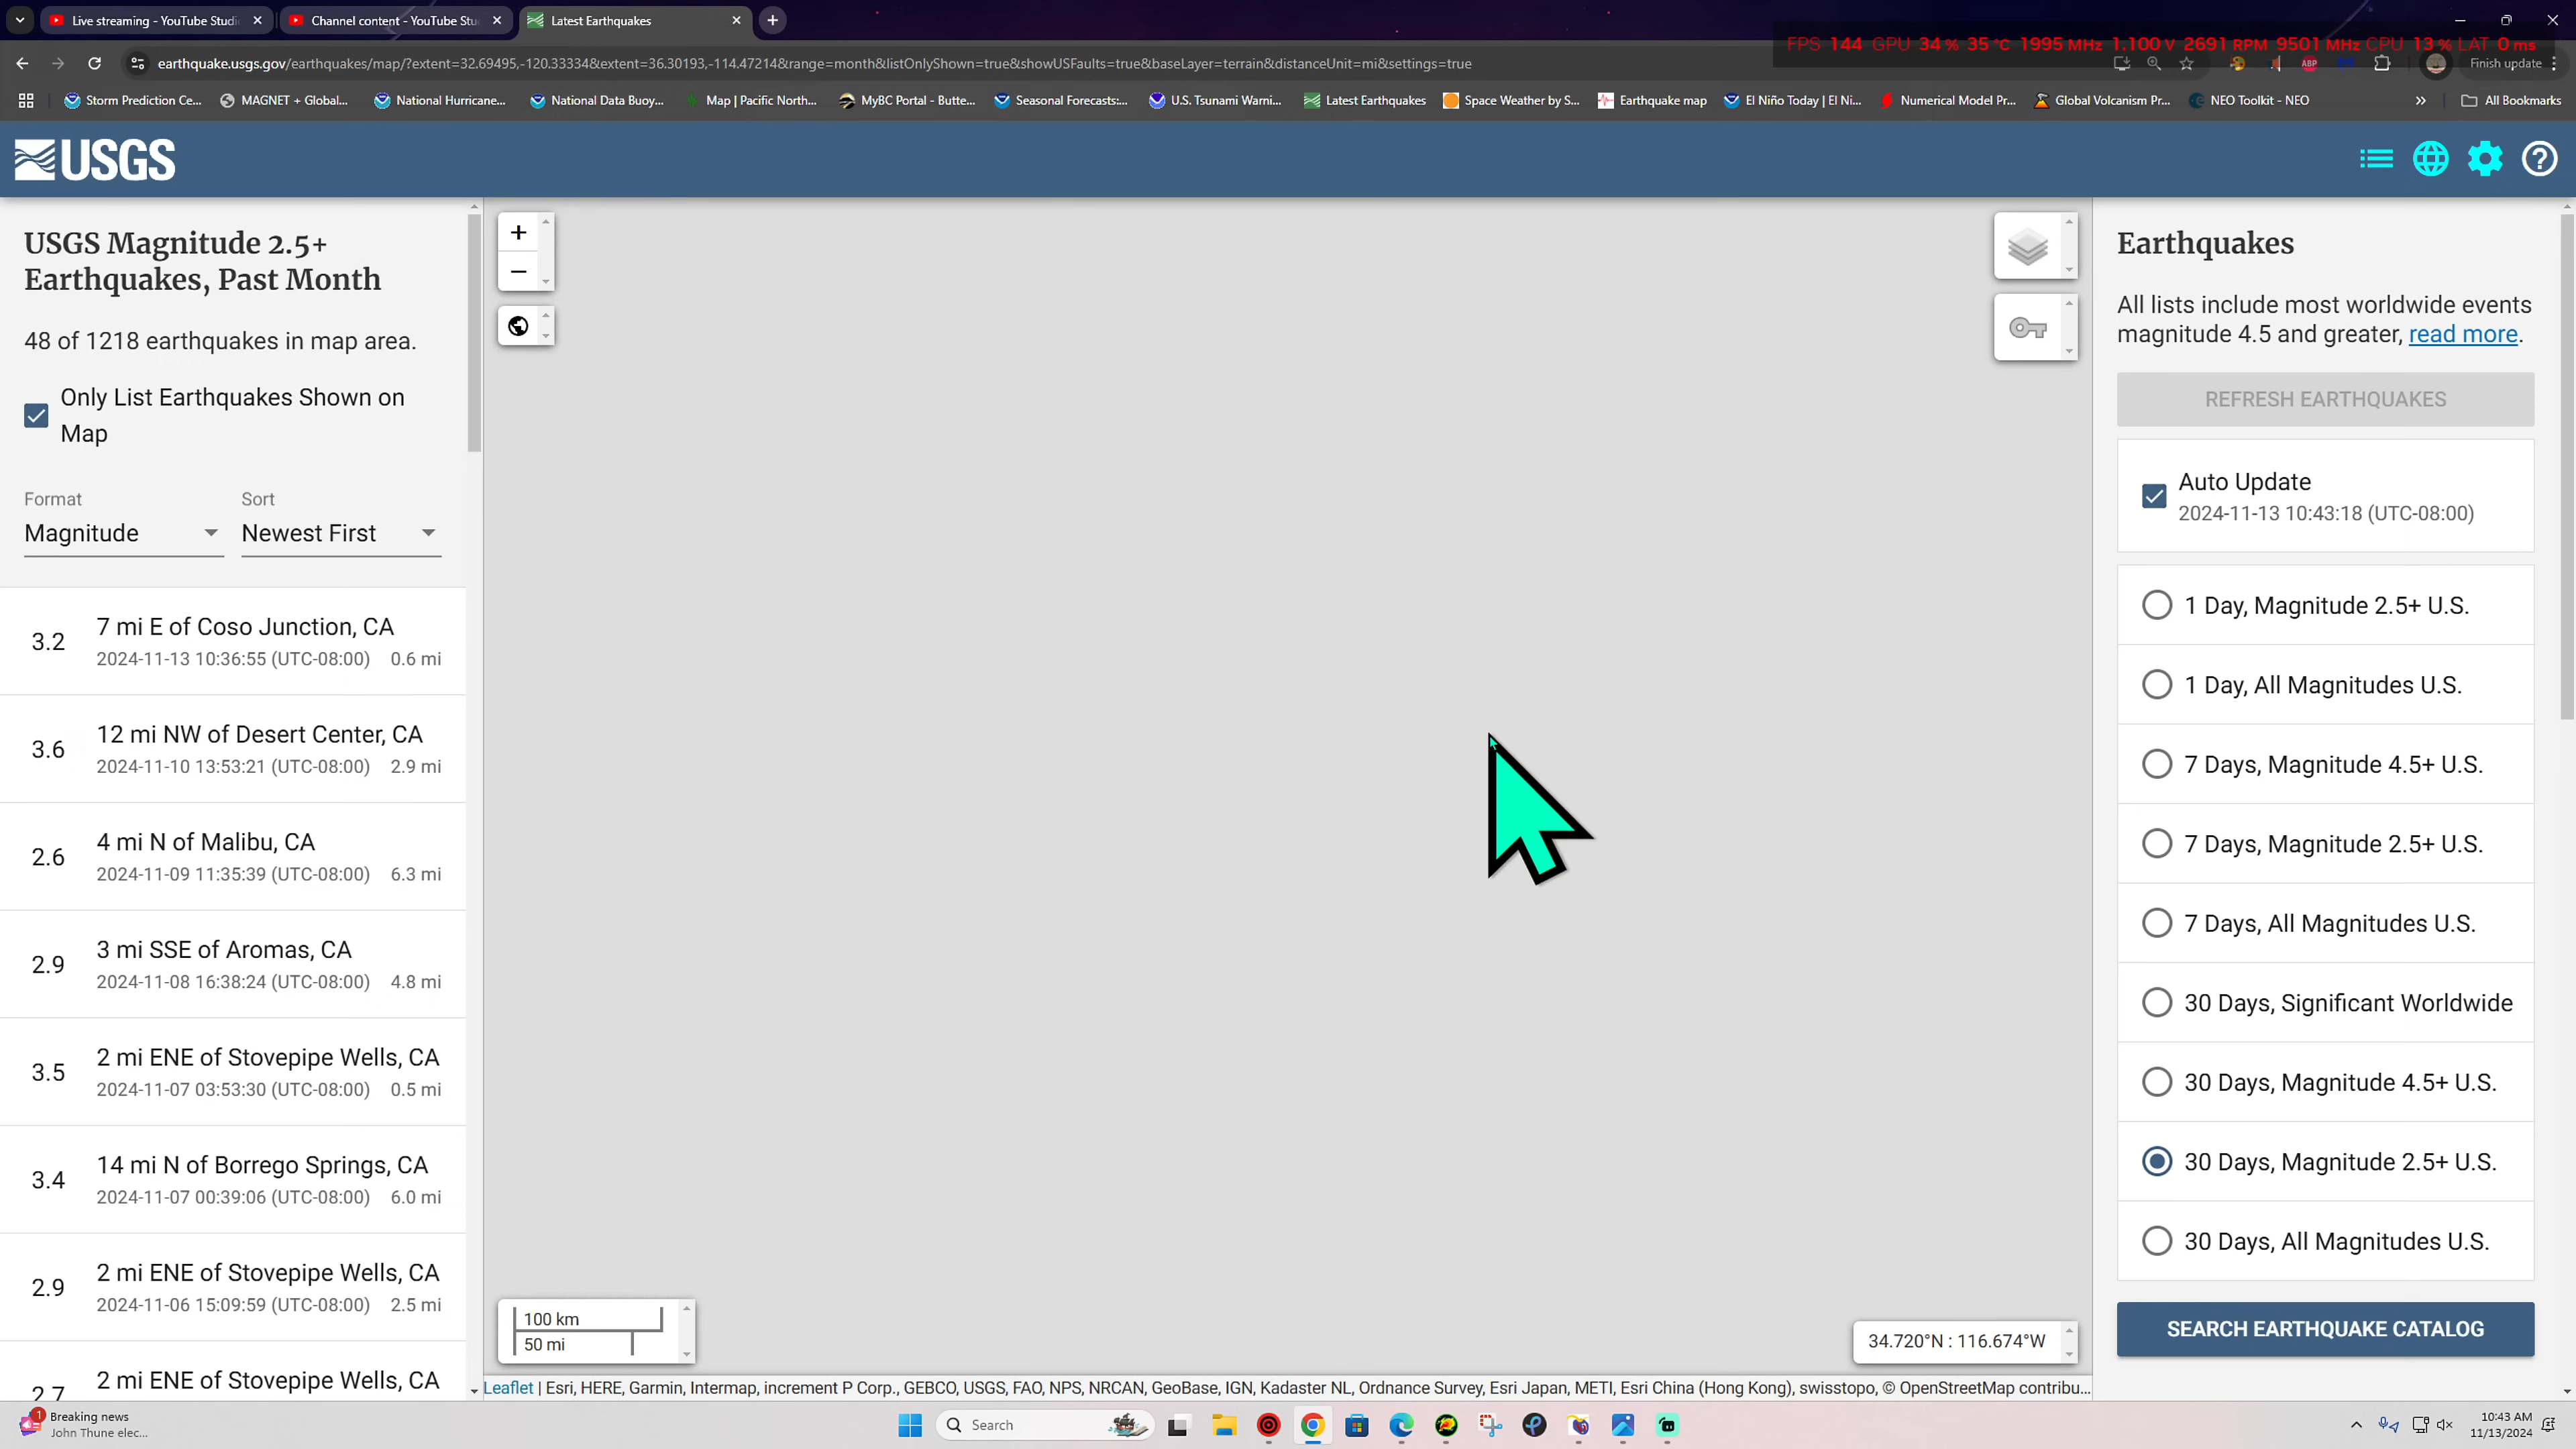 Live streaming - YouTube Studi
Channel content - YouTube Stu
Latest Earthquakes
FPS 144 GPU 34 % 35 °C 1995 MHz 1.100 V 2691 RPM 9501 MHz CPU 13 % LAT 0 ms
earthquake.usgs.gov/earthquakes/map/?extent=32.69495,-120.33334&extent=36.30193,-114.47214&range=month&listOnlyShown=true&showUSFaults=true&baseLayer=terrain&distanceUnit=mi&settings=true
ABP
Finish update
Storm Prediction Ce...
MAGNET + Global...
National Hurricane...
National Data Buoy...
Map | Pacific North...
MyBC Portal - Butte...
Seasonal Forecasts:...
U.S. Tsunami Warni...
Latest Earthquakes
Space Weather by S...
Earthquake map
El Niño Today | El Ni...
Numerical Model Pr...
Global Volcanism Pr...
NEO Toolkit - NEO
All Bookmarks
USGS
USGS Magnitude 2.5+
Earthquakes, Past Month
48 of 1218 earthquakes in map area.
Only List Earthquakes Shown on
Map
Format
Sort
Magnitude
Newest First
3.2
7 mi E of Coso Junction, CA
2024-11-13 10:36:55 (UTC-08:00) 0.6 mi
3.6
12 mi NW of Desert Center, CA
2024-11-10 13:53:21 (UTC-08:00) 2.9 mi
2.6
4 mi N of Malibu, CA
2024-11-09 11:35:39 (UTC-08:00) 6.3 mi
2.9
3 mi SSE of Aromas, CA
2024-11-08 16:38:24 (UTC-08:00) 4.8 mi
3.5
2 mi ENE of Stovepipe Wells, CA
2024-11-07 03:53:30 (UTC-08:00) 0.5 mi
3.4
14 mi N of Borrego Springs, CA
2024-11-07 00:39:06 (UTC-08:00) 6.0 mi
2.9
2 mi ENE of Stovepipe Wells, CA
2024-11-06 15:09:59 (UTC-08:00) 2.5 mi
2.7
2 mi ENE of Stovepipe Wells, CA
+
−
100 km
50 mi
34.720°N : 116.674°W
Leaflet | Esri, HERE, Garmin, Intermap, increment P Corp., GEBCO, USGS, FAO, NPS, NRCAN, GeoBase, IGN, Kadaster NL, Ordnance Survey, Esri Japan, METI, Esri China (Hong Kong), swisstopo, © OpenStreetMap contribu...
Earthquakes
All lists include most worldwide events
magnitude 4.5 and greater, read more.
REFRESH EARTHQUAKES
Auto Update
2024-11-13 10:43:18 (UTC-08:00)
1 Day, Magnitude 2.5+ U.S.
1 Day, All Magnitudes U.S.
7 Days, Magnitude 4.5+ U.S.
7 Days, Magnitude 2.5+ U.S.
7 Days, All Magnitudes U.S.
30 Days, Significant Worldwide
30 Days, Magnitude 4.5+ U.S.
30 Days, Magnitude 2.5+ U.S.
30 Days, All Magnitudes U.S.
SEARCH EARTHQUAKE CATALOG
1
Breaking news
John Thune elec...
Search
10:43 AM
11/13/2024